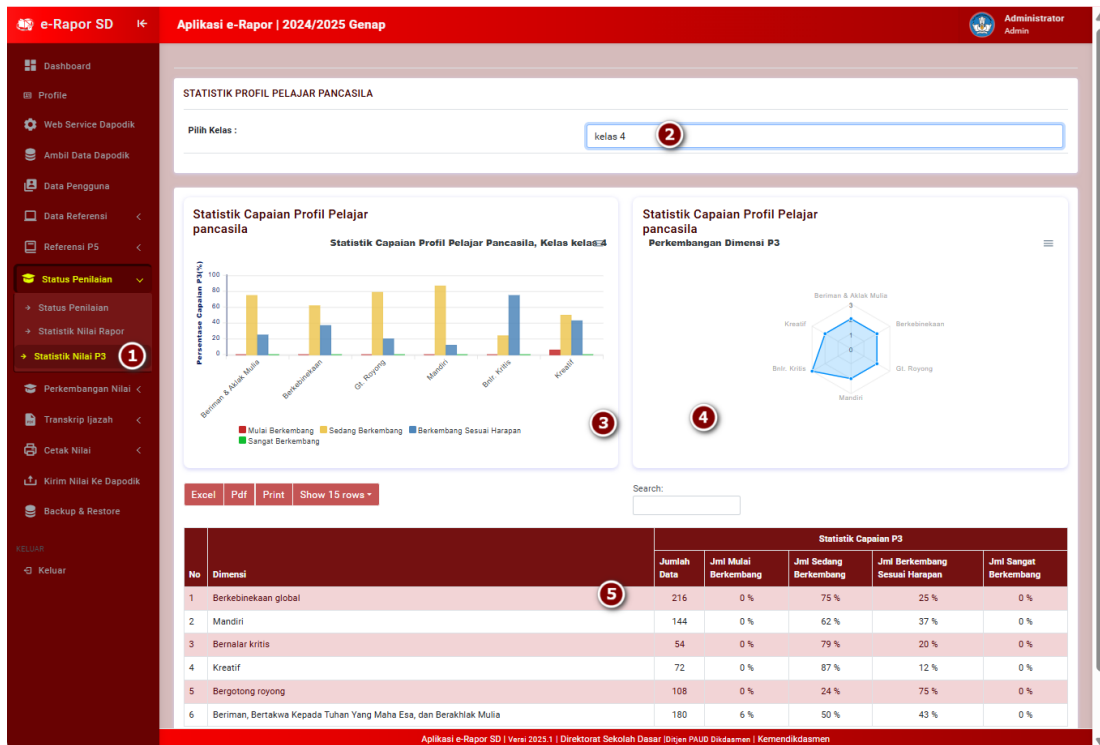 e-Rapor SD
Aplikasi e-Rapor | 2024/2025 Genap
Administrator
Admin
Dashboard
Profile
Web Service Dapodik
Ambil Data Dapodik
Data Pengguna
Data Referensi
Referensi P5
Status Penilaian
Status Penilaian
Statistik Nilai Rapor
Statistik Nilai P3 1
Perkembangan Nilai
Transkrip Ijazah
Cetak Nilai
Kirim Nilai Ke Dapodik
Backup & Restore
KELUAR
Keluar
STATISTIK PROFIL PELAJAR PANCASILA
Pilih Kelas :
kelas 4 2
Statistik Capaian Profil Pelajar
pancasila
Statistik Capaian Profil Pelajar Pancasila, Kelas kelas 4
Persentase Capaian P3(%)
100
80
60
40
20
0
Beriman & Aklak Mulia
Berkebinekaan
Gt. Royong
Mandiri
Bnlr. Kritis
Kreatif
Mulai Berkembang Sedang Berkembang Berkembang Sesuai Harapan
Sangat Berkembang
3
Statistik Capaian Profil Pelajar
pancasila
Perkembangan Dimensi P3
Beriman & Aklak Mulia
3
Kreatif
Berkebinekaan
1
0
Bnlr. Kritis
Gt. Royong
Mandiri
4
Excel Pdf Print Show 15 rows
Search:
No Dimensi Statistik Capaian P3
Jumlah Data Jml Mulai Berkembang Jml Sedang Berkembang Jml Berkembang Sesuai Harapan Jml Sangat Berkembang
1 Berkebinekaan global 5 216 0 % 75 % 25 % 0 %
2 Mandiri 144 0 % 62 % 37 % 0 %
3 Bernalar kritis 54 0 % 79 % 20 % 0 %
4 Kreatif 72 0 % 87 % 12 % 0 %
5 Bergotong royong 108 0 % 24 % 75 % 0 %
6 Beriman, Bertakwa Kepada Tuhan Yang Maha Esa, dan Berakhlak Mulia 180 6 % 50 % 43 % 0 %
Aplikasi e-Rapor SD | Versi 2025.1 | Direktorat Sekolah Dasar |Ditjen PAUD Dikdasmen | Kemendikdasmen